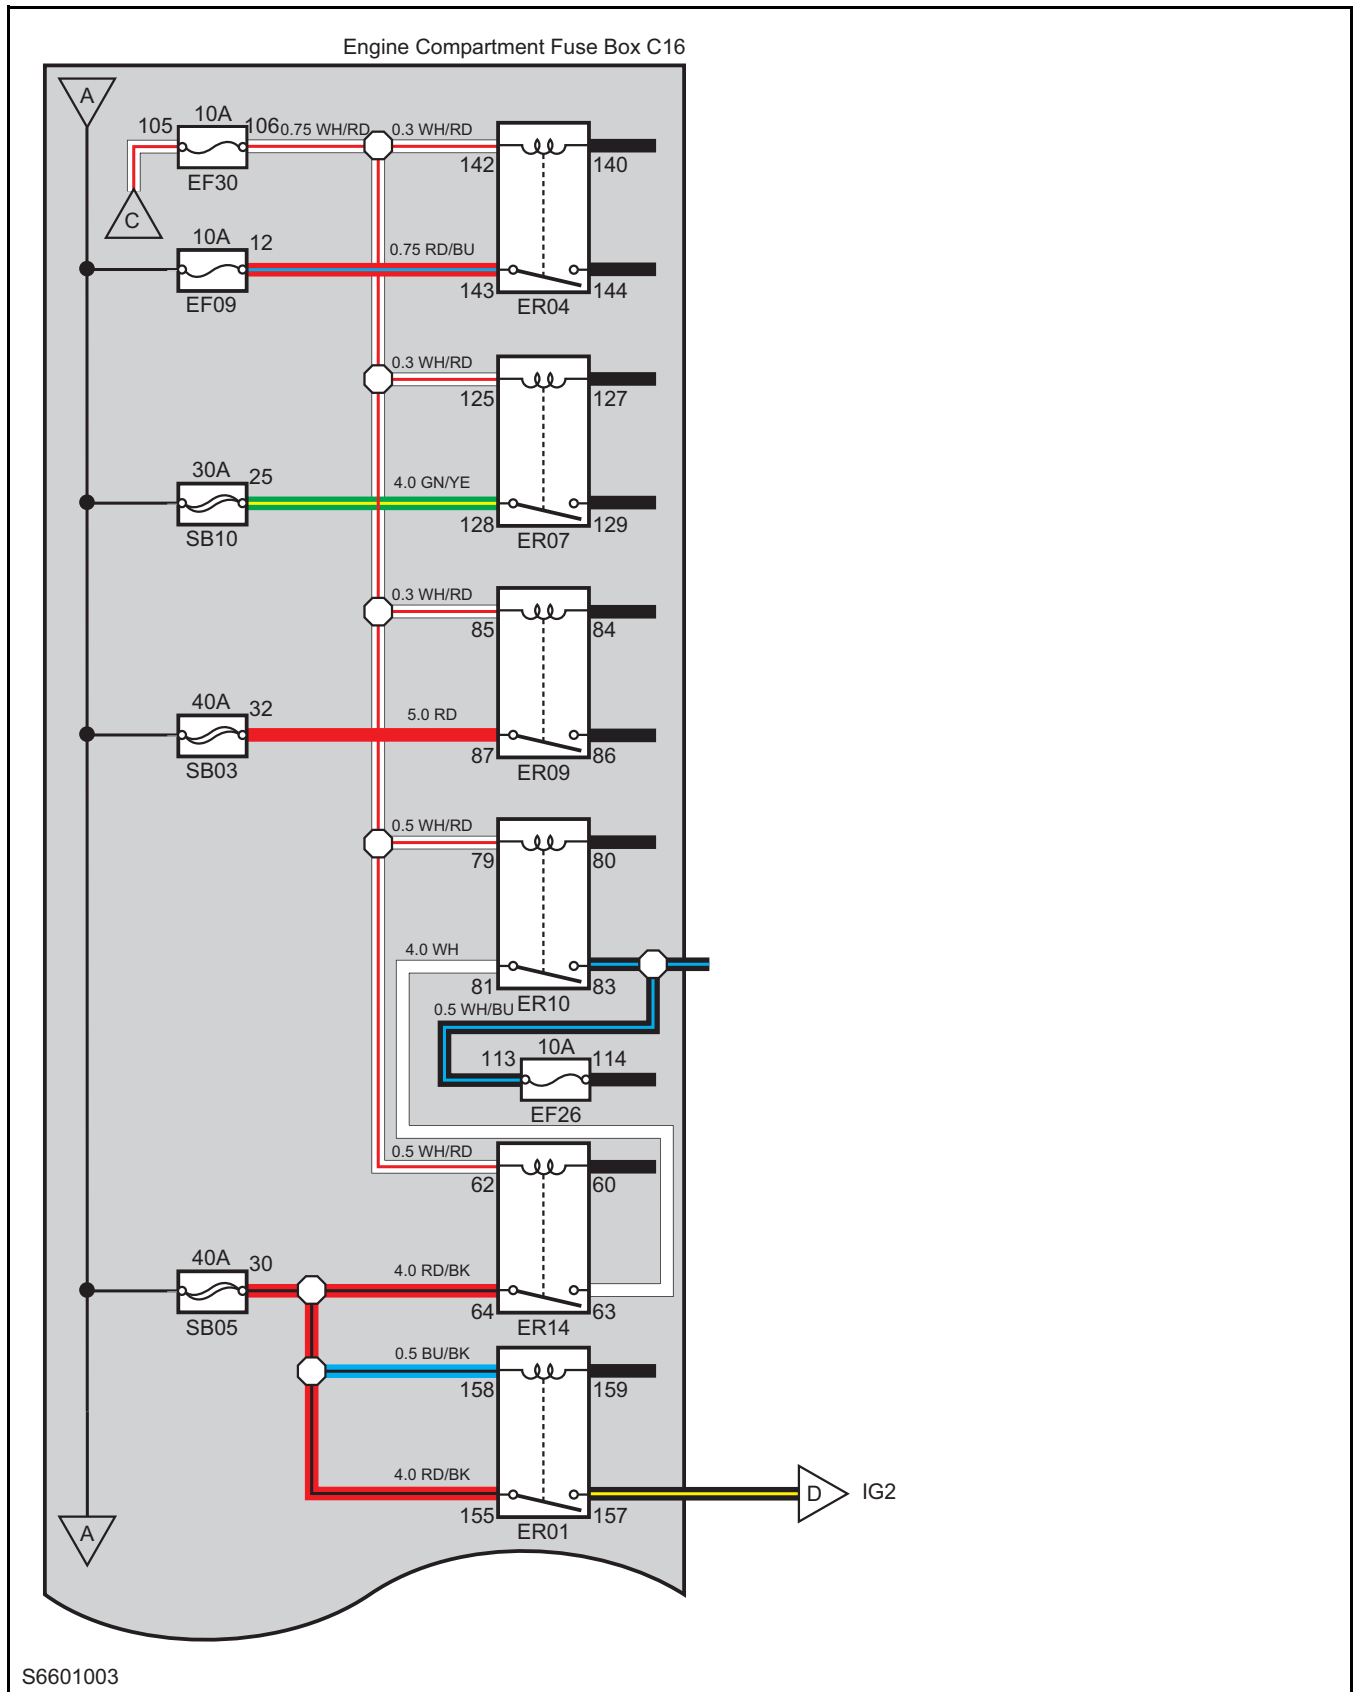 Engine Compartment Fuse Box C16
A
10A
105
106
0.75 WH/RD
0.3 WH/RD
142
140
EF30
C
10A
12
0.75 RD/BU
143
144
EF09
ER04
0.3 WH/RD
125
127
30A
25
4.0 GN/YE
128
129
SB10
ER07
0.3 WH/RD
85
84
40A
32
5.0 RD
87
86
SB03
ER09
0.5 WH/RD
79
80
4.0 WH
81
83
ER10
0.5 WH/BU
10A
113
114
EF26
0.5 WH/RD
62
60
40A
30
4.0 RD/BK
64
63
SB05
ER14
0.5 BU/BK
158
159
4.0 RD/BK
155
157
ER01
D
IG2
A
S6601003